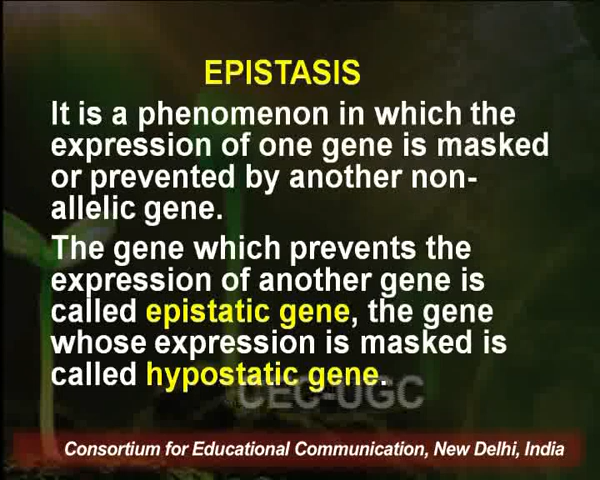 EPISTASIS
It is a phenomenon in which the
expression of one gene is masked
or prevented by another non-
allelic gene.
The gene which prevents the
expression of another gene is
called epistatic gene, the gene
whose expression is masked is
called hypostatic gene.
CEC-UGC
Consortium for Educational Communication, New Delhi, India